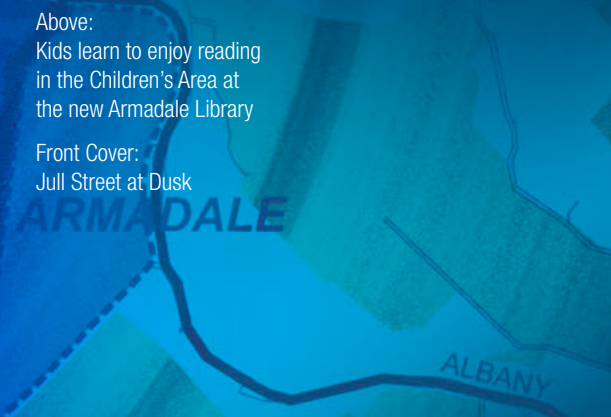 Above:
Kids learn to enjoy reading
in the Children's Area at
the new Armadale Library
Front Cover:
Jull Street at Dusk
ARMADALE
ALBANY